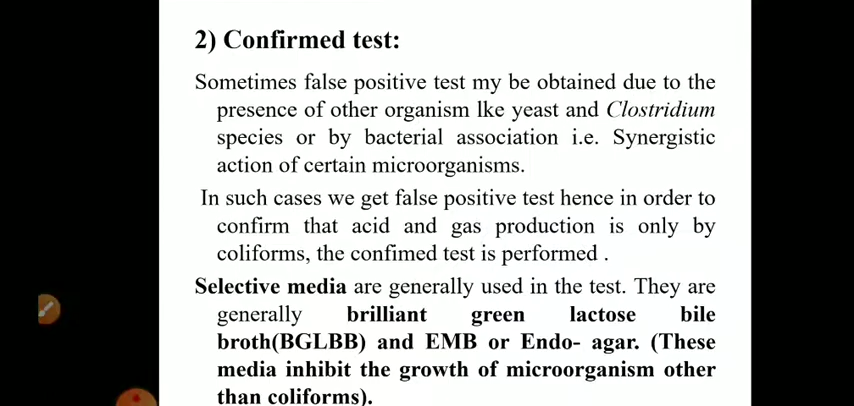 2) Confirmed test:
Sometimes false positive test my be obtained due to the
presence of other organism lke yeast and Clostridium
species or by bacterial association i.e. Synergistic
action of certain microorganisms.
In such cases we get false positive test hence in order to
confirm that acid and gas production is only by
coliforms, the confimed test is performed .
Selective media are generally used in the test. They are
generally brilliant green lactose bile
broth(BGLBB) and EMB or Endo- agar. (These
media inhibit the growth of microorganism other
than coliforms).